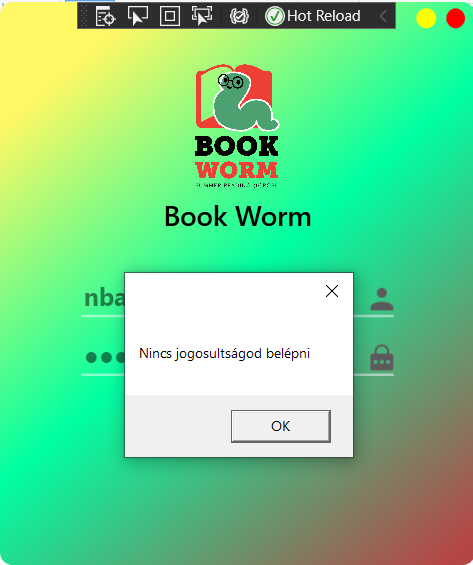 Hot Reload
BOOK
WORM
Book Worm
nba
Nincs jogosultságod belépni
OK